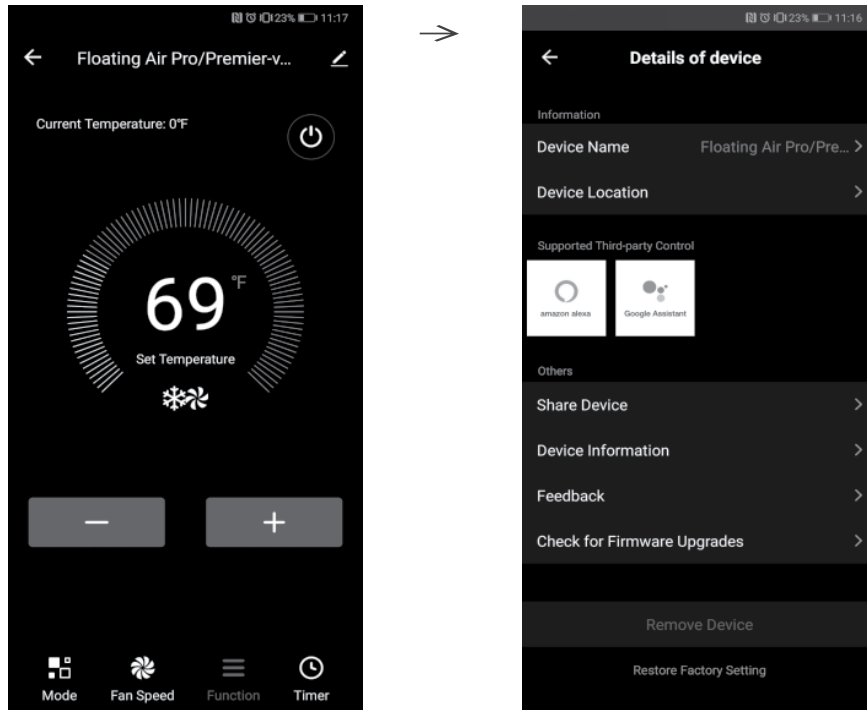 23% 11:17
Floating Air Pro/Premier-v...
Current Temperature: 0°F
69 °F
Set Temperature
Mode
Fan Speed
Function
Timer
23% 11:16
Details of device
Information
Device Name Floating Air Pro/Pre...
Device Location
Supported Third-party Control
amazon alexa
Google Assistant
Others
Share Device
Device Information
Feedback
Check for Firmware Upgrades
Remove Device
Restore Factory Setting